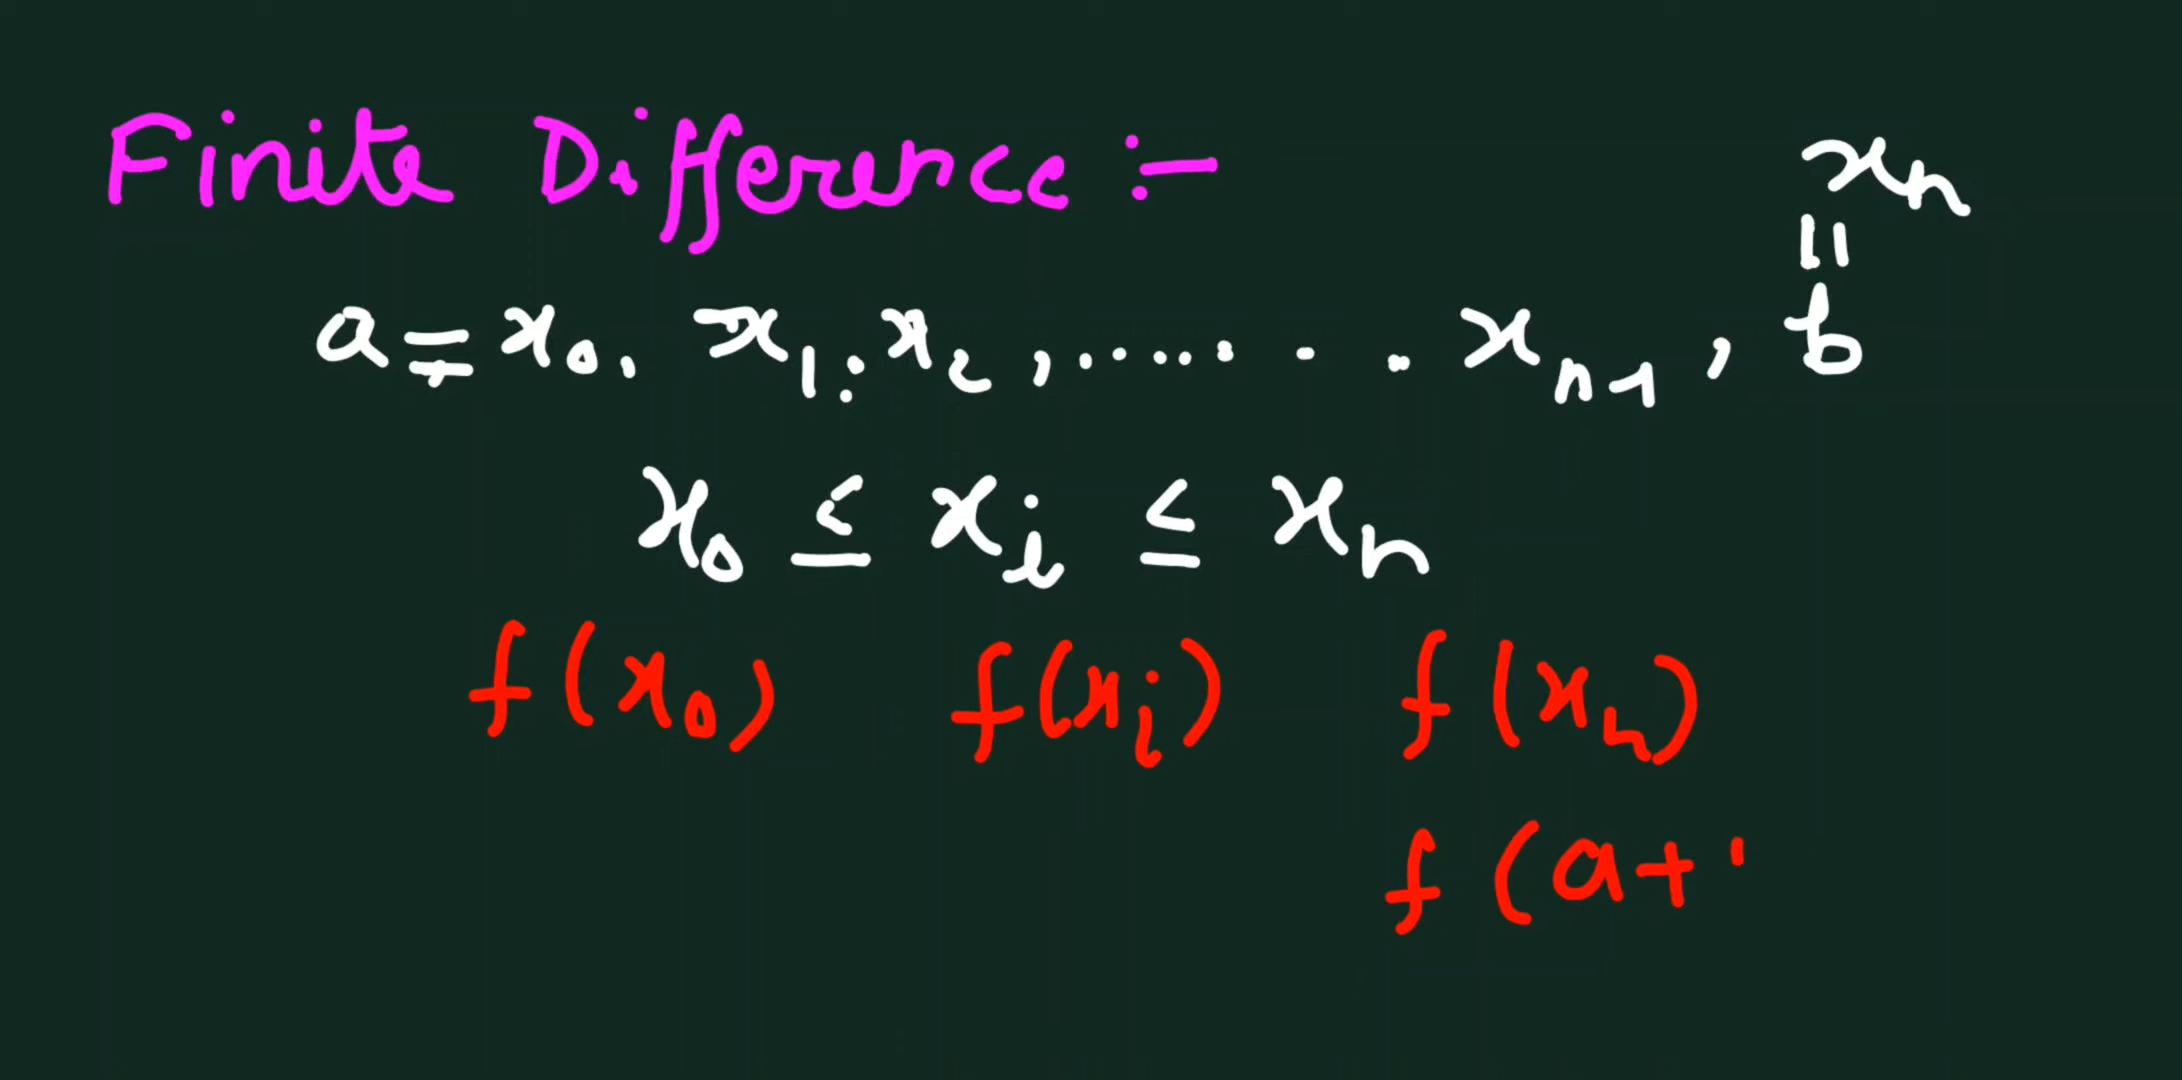 Finite Difference :-
xₙ
||
a = x₀, x₁, x₂, ............ xₙ₋₁, b
x₀ ≤ xᵢ ≤ xₙ
f(x₀) f(xᵢ) f(xₙ)
f(a+